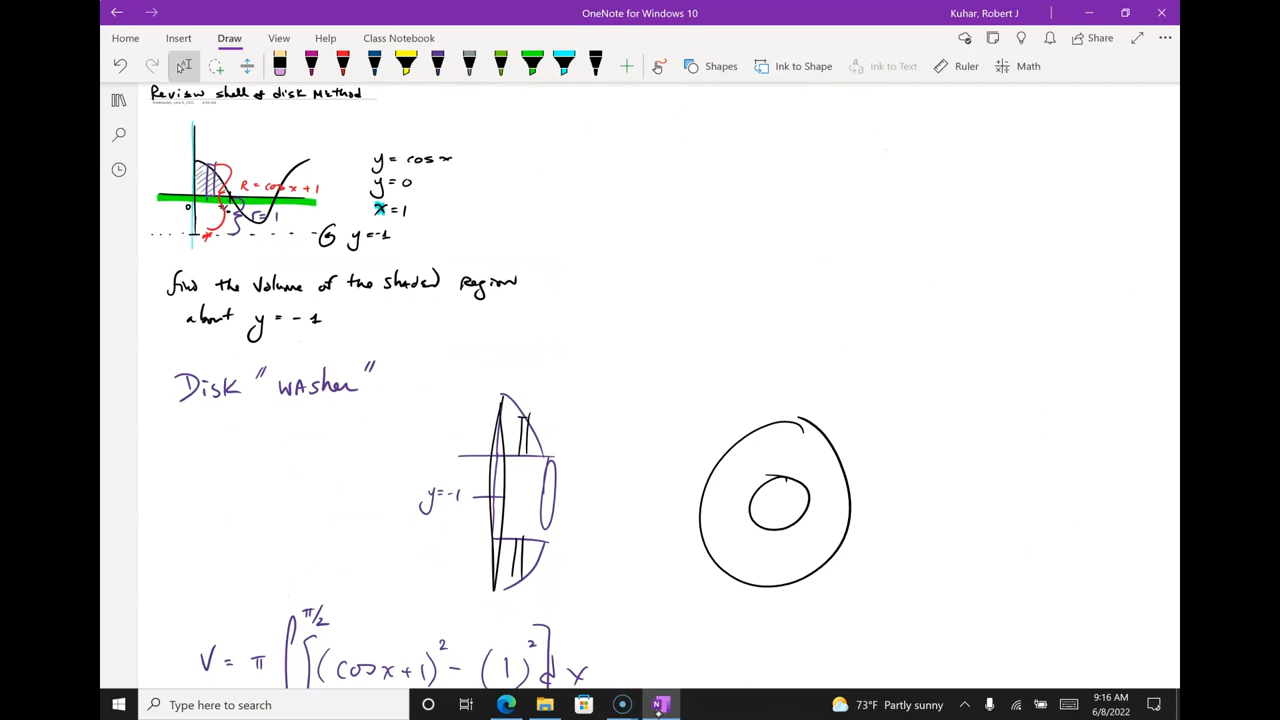 OneNote for Windows 10
Kuhar, Robert J
Home Insert Draw View Help Class Notebook
Share
Shapes Ink to Shape Ink to Text Ruler Math
Review shell & disk Method
y = cos x
y = 0
x = 1
R = cos x + 1
r = 1
0
y = -1
find the volume of the shaded Region
about y = - 1
Disk "Washer"
y = -1
V = π ∫ π/2 [(cos x + 1)² - (1)²] dx
Type here to search
73°F Partly sunny
9:16 AM
6/8/2022